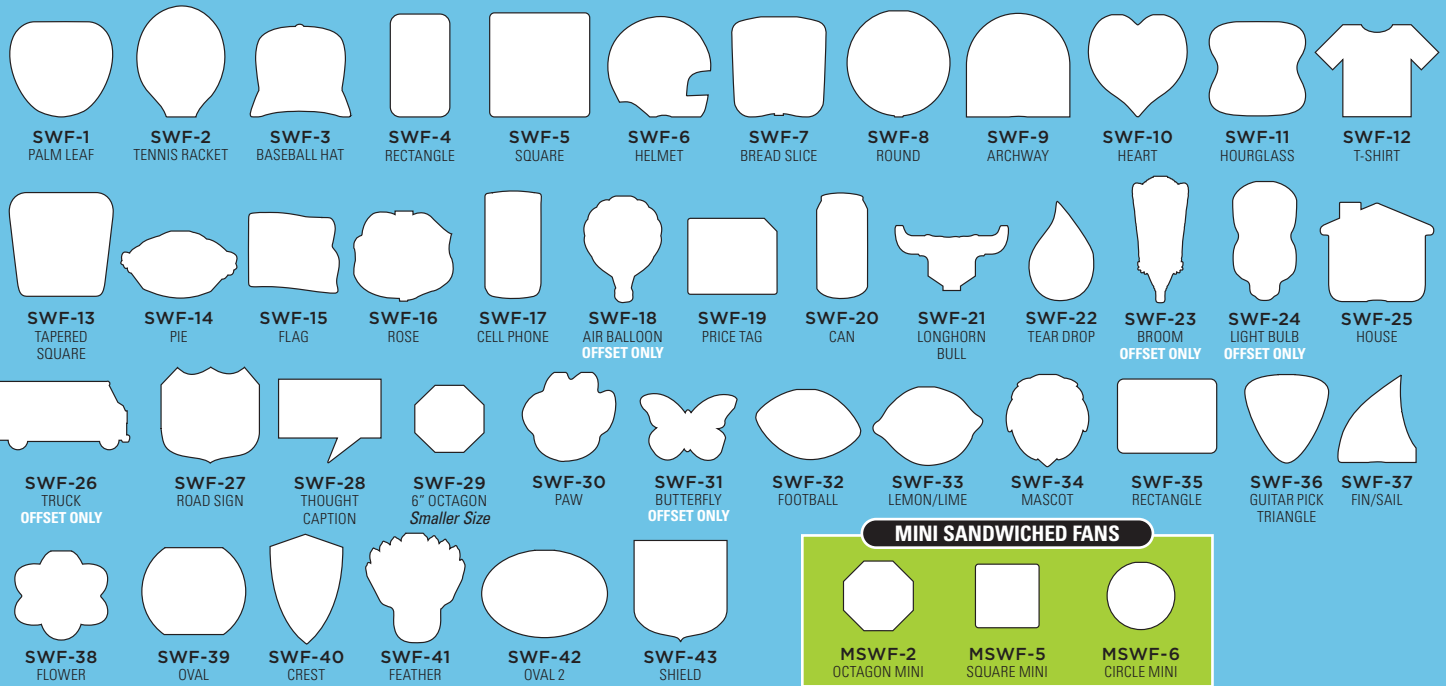 SWF-1 SWF-2 SWF-3 SWF-4 SWF-5 SWF-6 SWF-7 SWF-8 SWF-9 SWF-10 SWF-11 SWF-12
PALM LEAF TENNIS RACKET BASEBALL HAT RECTANGLE SQUARE HELMET BREAD SLICE ROUND ARCHWAY HEART HOURGLASS T-SHIRT
SWF-13 SWF-14 SWF-15 SWF-16 SWF-17 SWF-18 SWF-19 SWF-20 SWF-21 SWF-22 SWF-23 SWF-24 SWF-25
TAPERED PIE FLAG ROSE CELL PHONE AIR BALLOON PRICE TAG CAN LONGHORN TEAR DROP BROOM LIGHT BULB HOUSE
SQUARE OFFSET ONLY BULL OFFSET ONLY OFFSET ONLY
SWF-26 SWF-27 SWF-28 SWF-29 SWF-30 SWF-31 SWF-32 SWF-33 SWF-34 SWF-35 SWF-36 SWF-37
TRUCK ROAD SIGN THOUGHT 6" OCTAGON PAW BUTTERFLY FOOTBALL LEMON/LIME MASCOT RECTANGLE GUITAR PICK FIN/SAIL
OFFSET ONLY CAPTION Smaller Size OFFSET ONLY TRIANGLE
MINI SANDWICHED FANS
SWF-38 SWF-39 SWF-40 SWF-41 SWF-42 SWF-43 MSWF-2 MSWF-5 MSWF-6
FLOWER OVAL CREST FEATHER OVAL 2 SHIELD OCTAGON MINI SQUARE MINI CIRCLE MINI